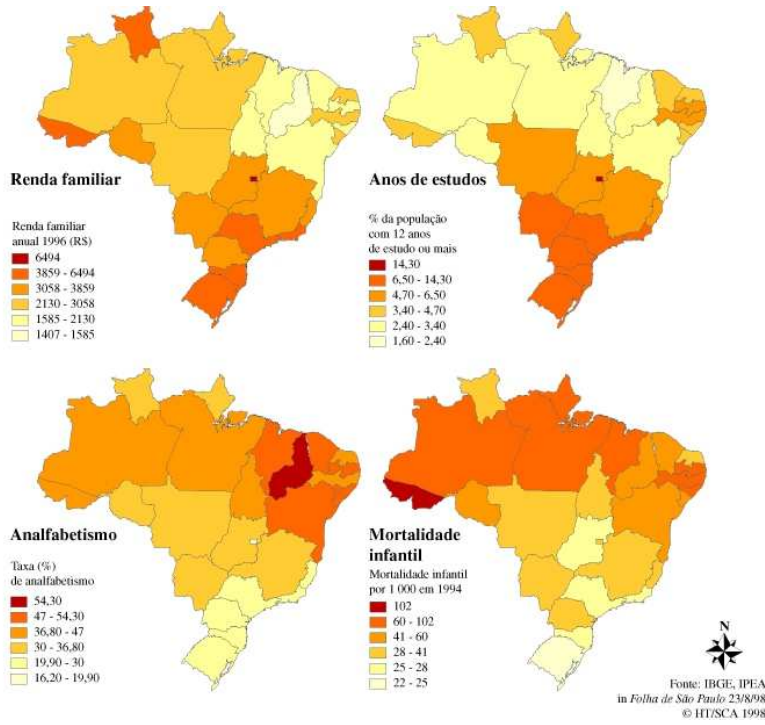 Renda familiar
Renda familiar
anual 1996 (R$)
6494
3859 - 6494
3058 - 3859
2130 - 3058
1585 - 2130
1407 - 1585
Anos de estudos
% da população
com 12 anos
de estudo ou mais
14,30
6,50 - 14,30
4,70 - 6,50
3,40 - 4,70
2,40 - 3,40
1,60 - 2,40
Analfabetismo
Taxa (%)
de analfabetismo
54,30
47 - 54,30
36,80 - 47
30 - 36,80
19,90 - 30
16,20 - 19,90
Mortalidade
infantil
Mortalidade infantil
por 1 000 em 1994
102
60 - 102
41 - 60
28 - 41
25 - 28
22 - 25
N
Fonte: IBGE, IPEA
in Folha de São Paulo 23/8/98
© HT/SCA 1998